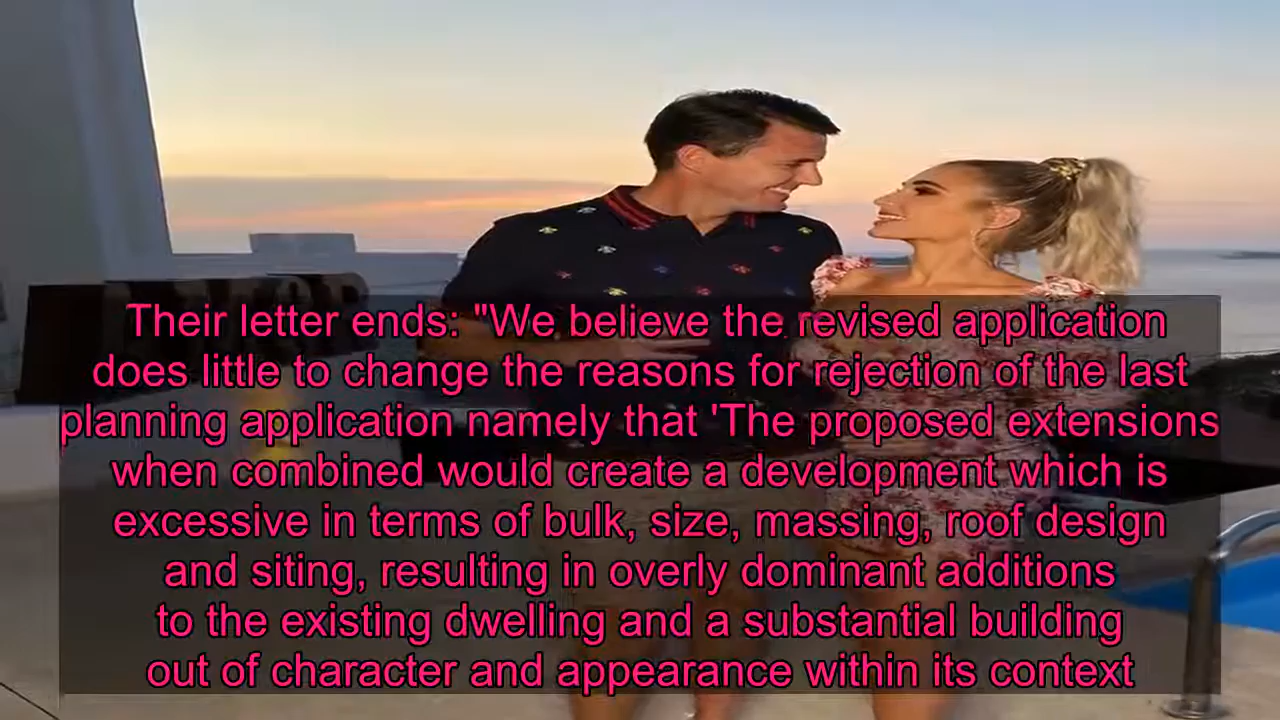 Their letter ends: "We believe the revised application
does little to change the reasons for rejection of the last
planning application namely that 'The proposed extensions
when combined would create a development which is
excessive in terms of bulk, size, massing, roof design
and siting, resulting in overly dominant additions
to the existing dwelling and a substantial building
out of character and appearance within its context